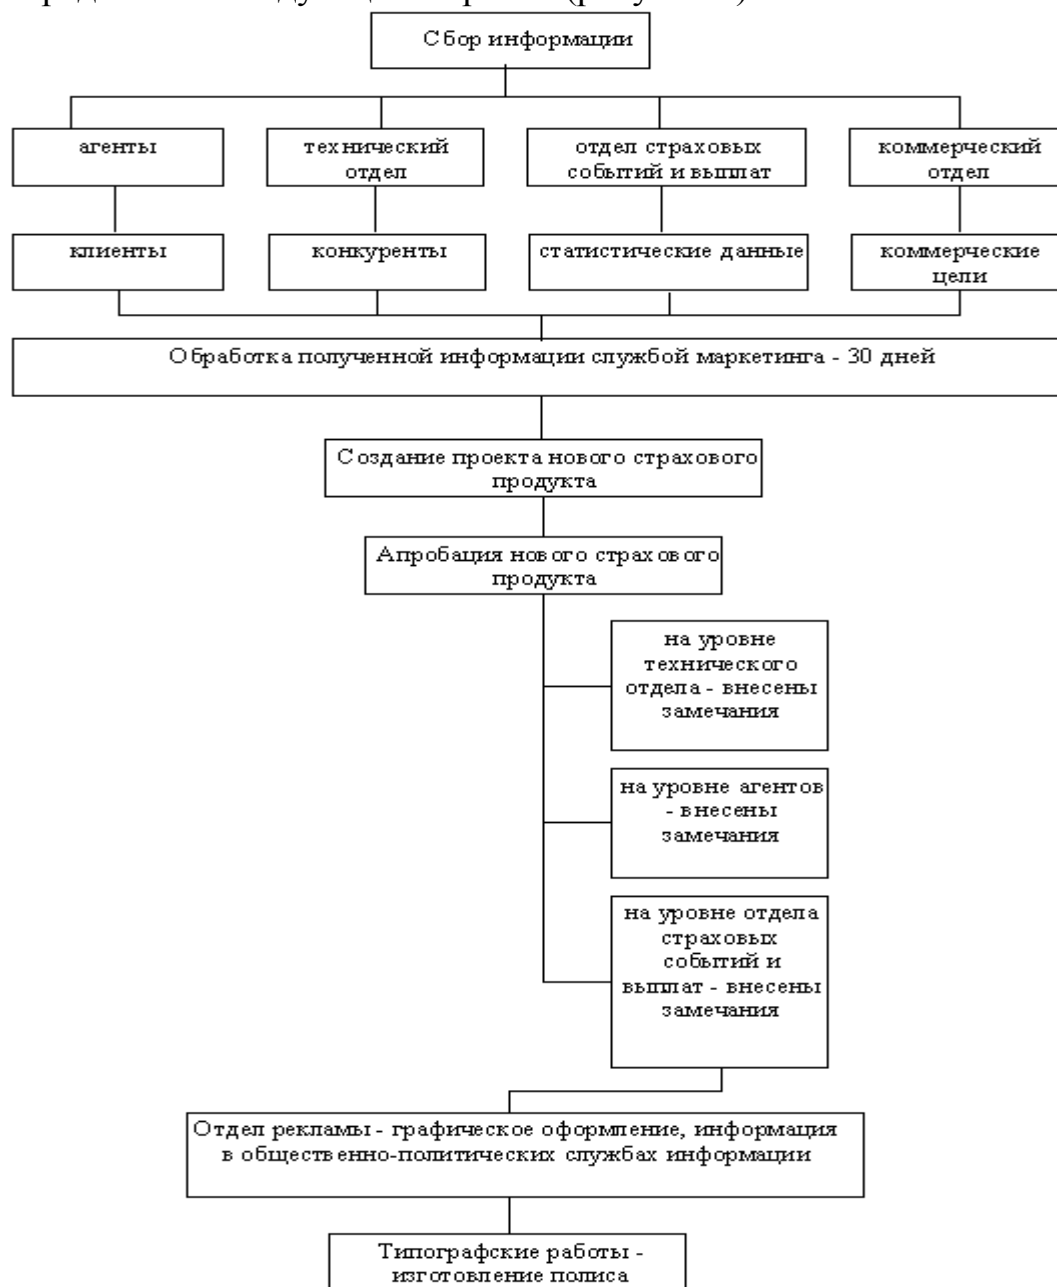 Сбор информации
агенты
технический
отдел
отдел страховых
событий и выплат
коммерческий
отдел
клиенты
конкуренты
статистические данные
коммерческие
цели
Обработка полученной информации службой маркетинга - 30 дней
Создание проекта нового страхового
продукта
Апробация нового страхового
продукта
на уровне
технического
отдела - внесены
замечания
на уровне агентов
- внесены
замечания
на уровне отдела
страховых
событий и
выплат - внесены
замечания
Отдел рекламы - графическое оформление, информация
в общественно-политических службах информации
Типографские работы -
изготовление полиса